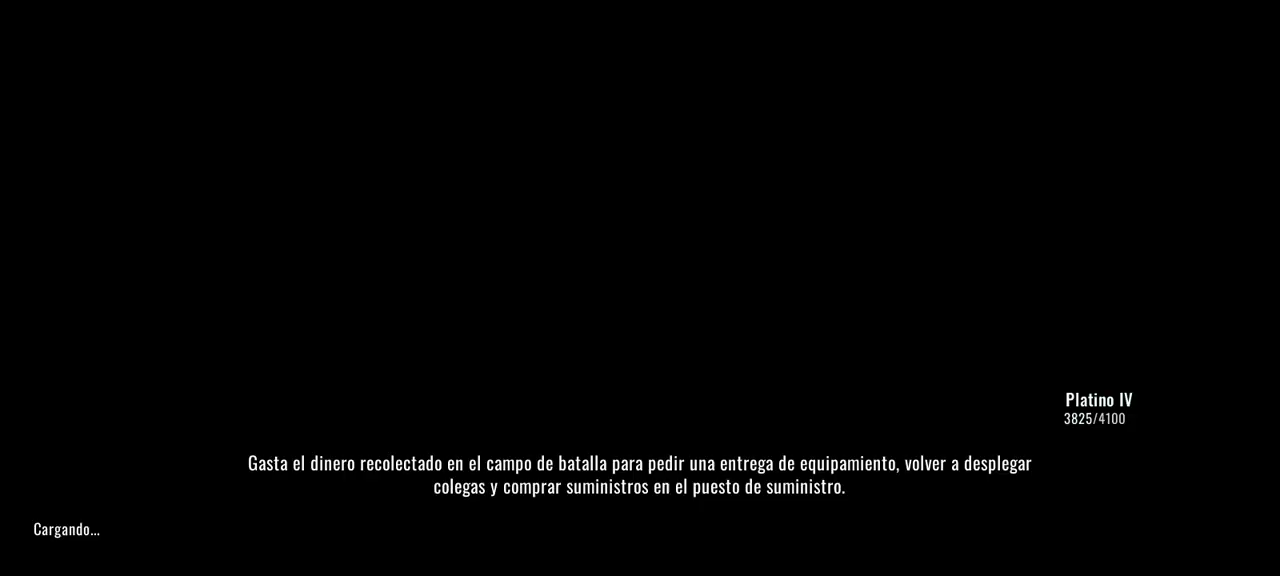 Platino IV
3825/4100
Gasta el dinero recolectado en el campo de batalla para pedir una entrega de equipamiento, volver a desplegar
colegas y comprar suministros en el puesto de suministro.
Cargando...